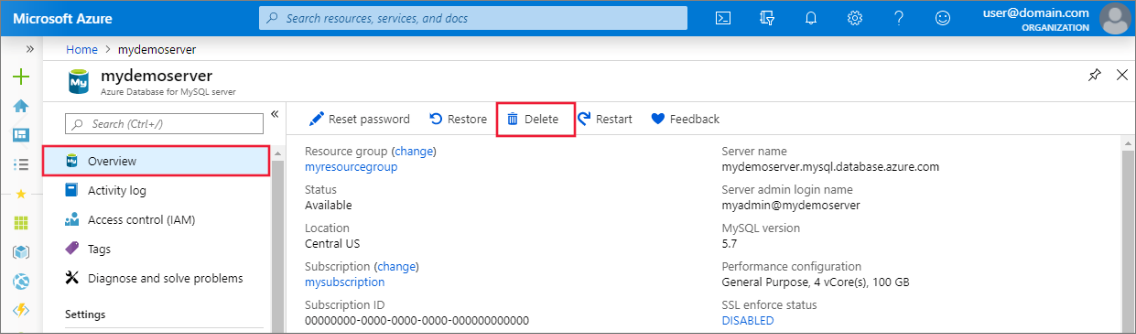 Microsoft Azure
Search resources, services, and docs
user@domain.com
ORGANIZATION
Home > mydemoserver
mydemoserver
Azure Database for MySQL server
My
Search (Ctrl+/)
Overview
Activity log
Access control (IAM)
Tags
Diagnose and solve problems
Settings
Reset password Restore Delete Restart Feedback
Resource group (change)
myresourcegroup
Status
Available
Location
Central US
Subscription (change)
mysubscription
Subscription ID
00000000-0000-0000-0000-000000000000
Server name
mydemoserver.mysql.database.azure.com
Server admin login name
myadmin@mydemoserver
MySQL version
5.7
Performance configuration
General Purpose, 4 vCore(s), 100 GB
SSL enforce status
DISABLED